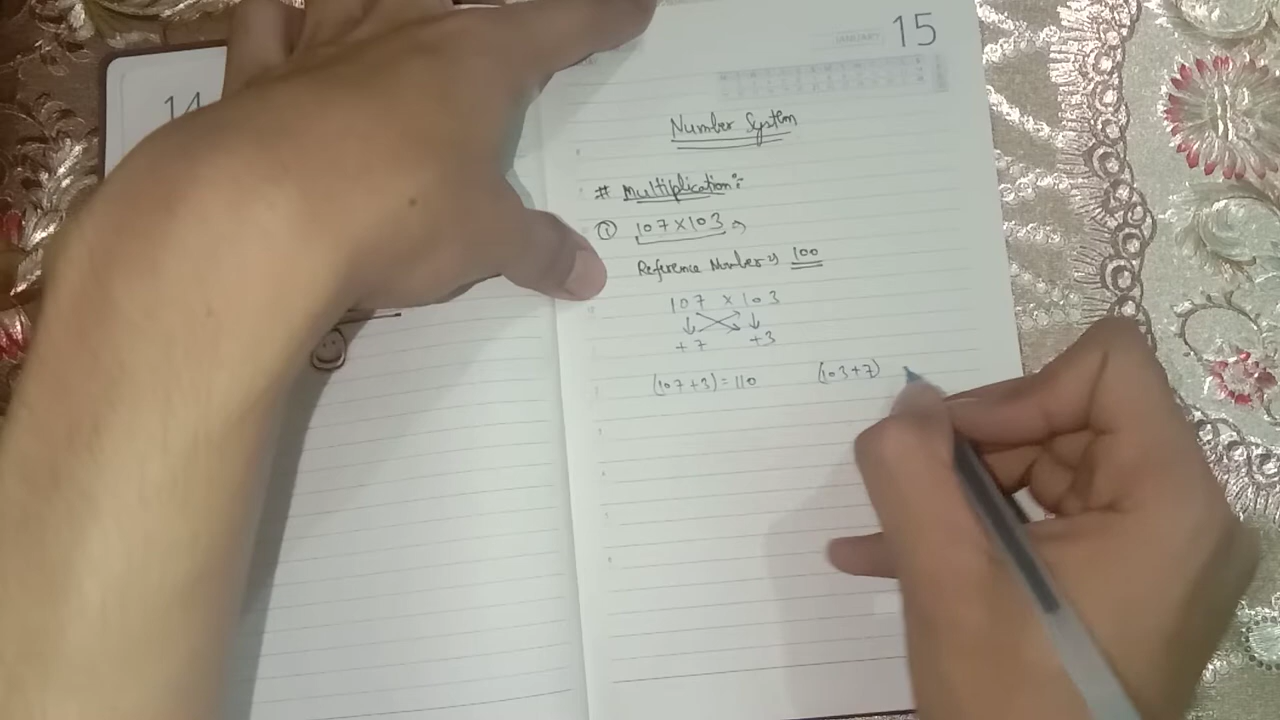 14
JANUARY 15
Number System
# Multiplication:-
① 107×103 ⇒
Reference Number ⇒ 100
107 × 103
+7 +3
(107+3)=110 (103+7)